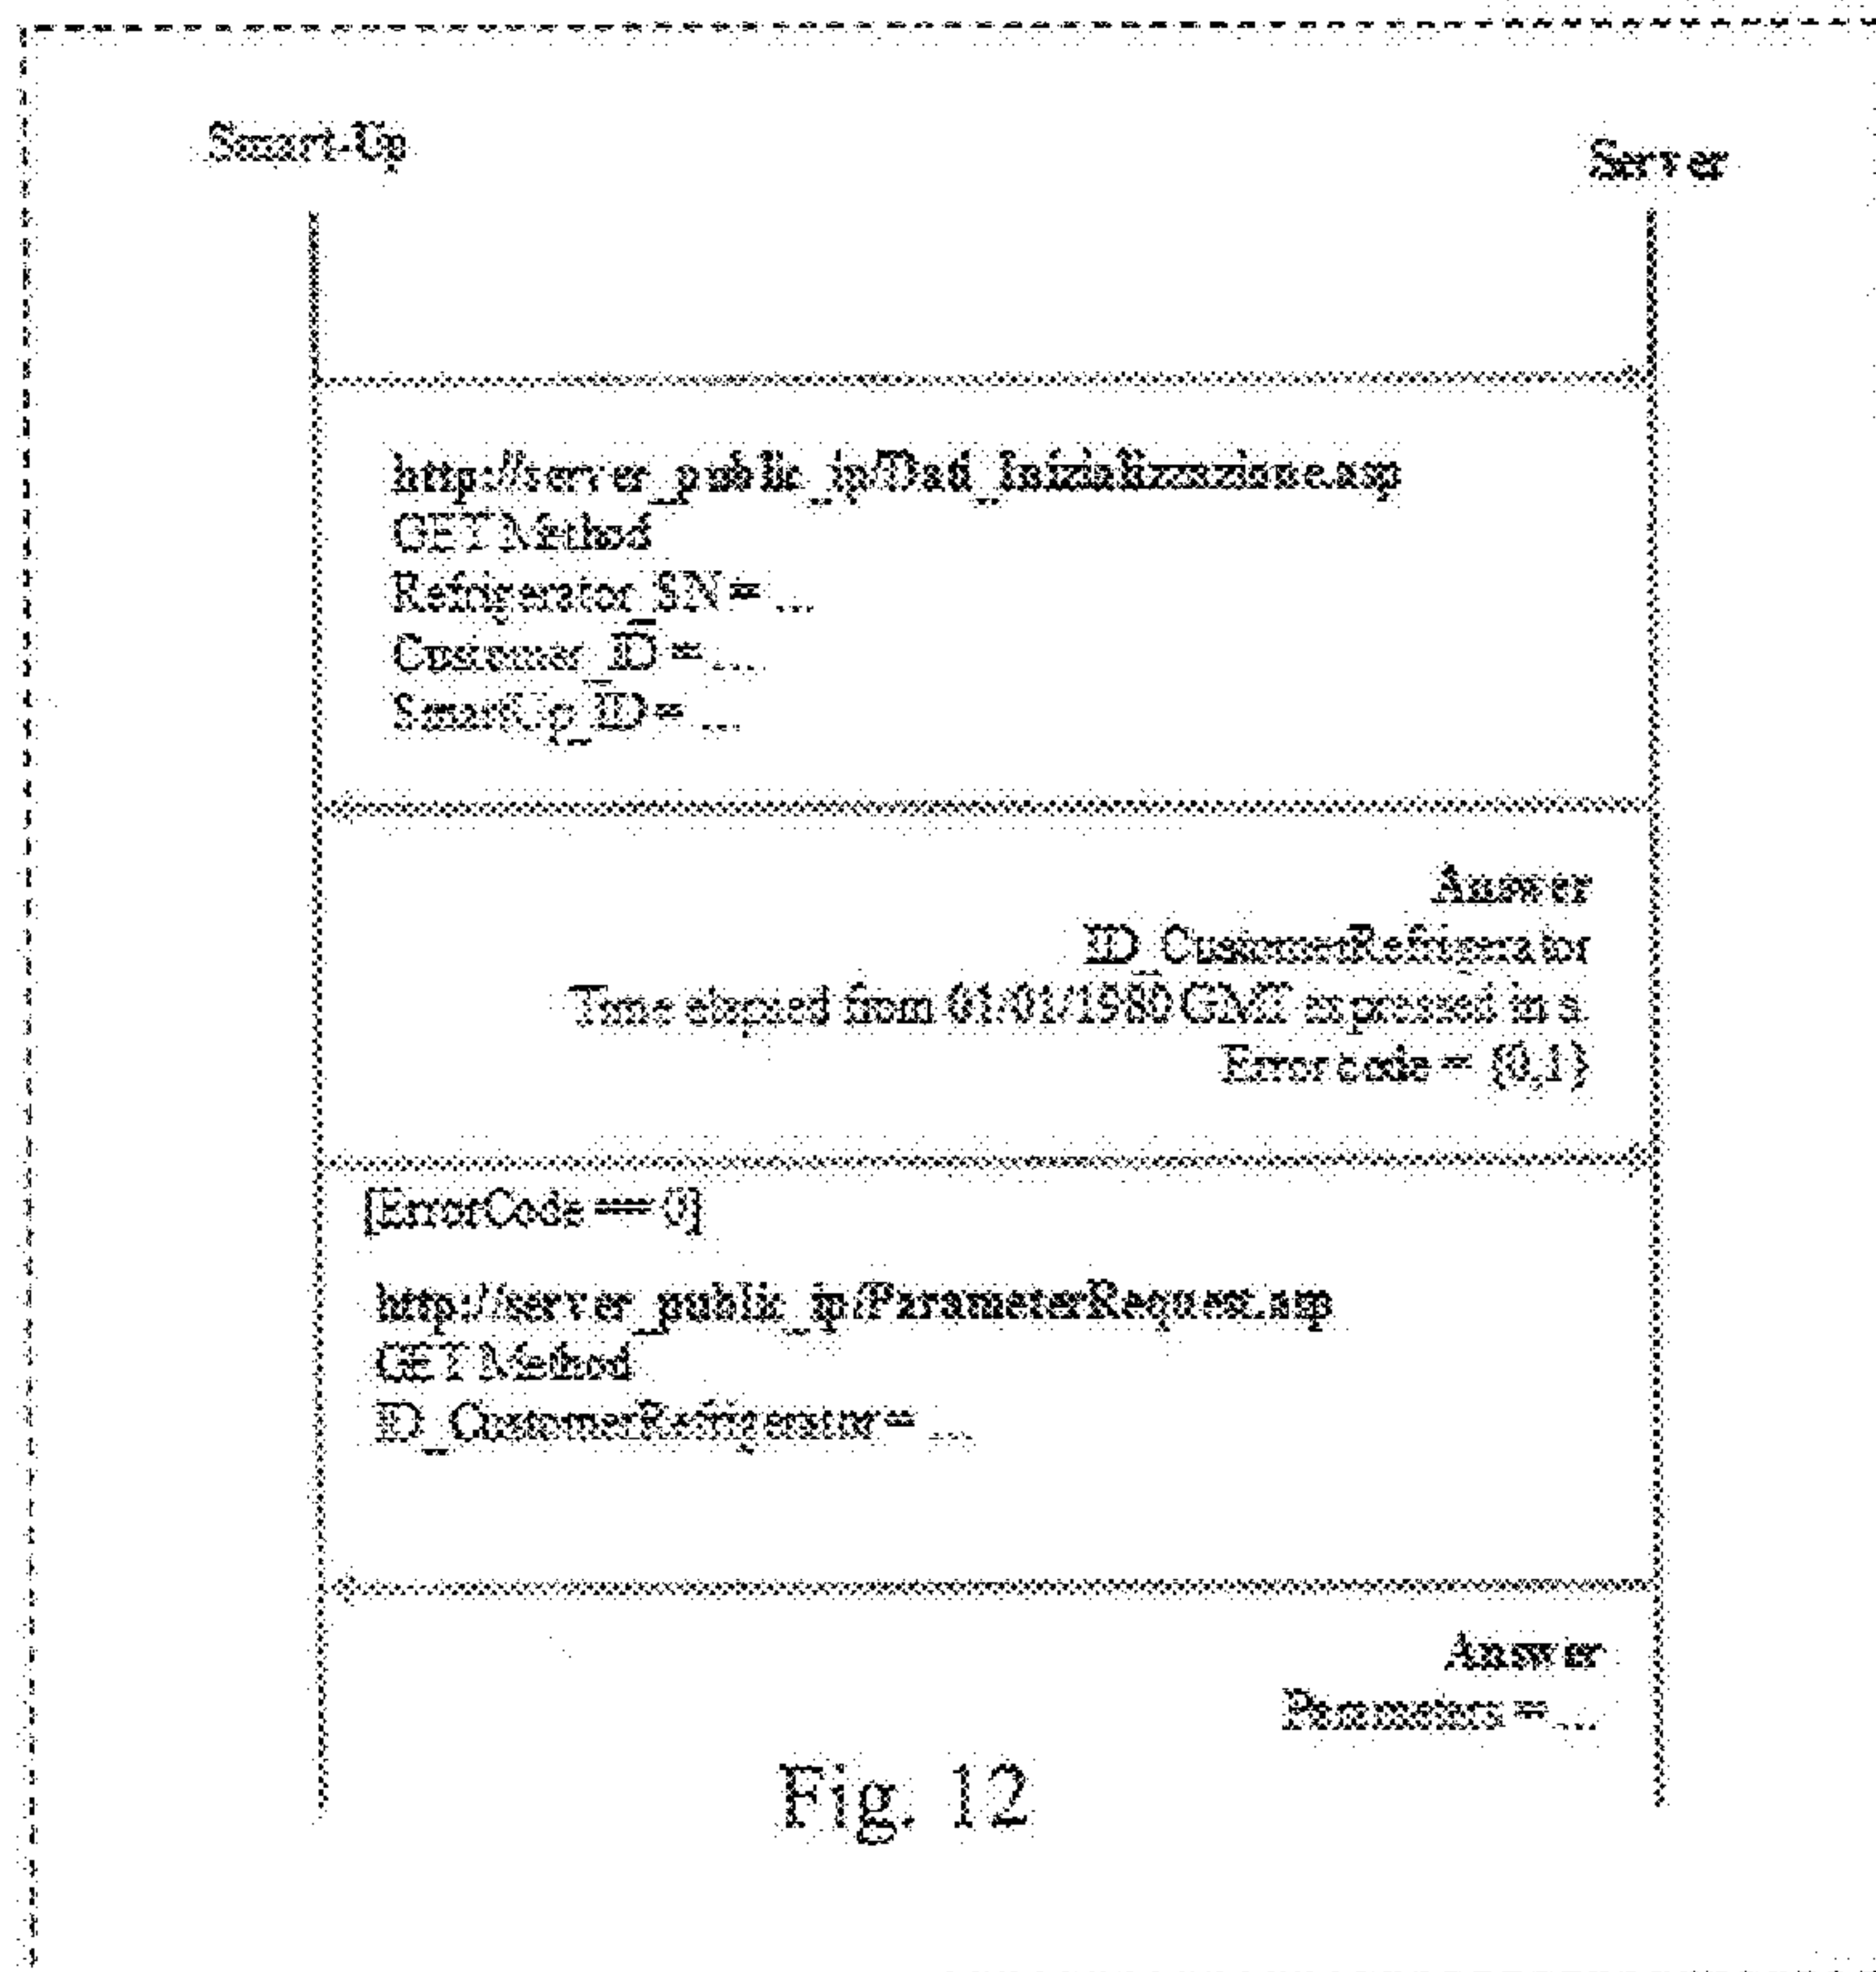 Smart-Up
Server
http://server_public_ip/Dati_Inizializzazione.asp
GET Method
Refrigerator_SN = ...
Customer_ID = ...
SmartUp_ID = ...
Answer
ID_CustomerRefrigerator
Time elapsed from 01/01/1980 GMT expressed in s.
Error code = {0,1}
[ErrorCode == 0]
http://server_public_ip/ParameterRequest.asp
GET Method
ID_CustomerRefrigerator = ...
Answer
Parameters = ...
Fig. 12